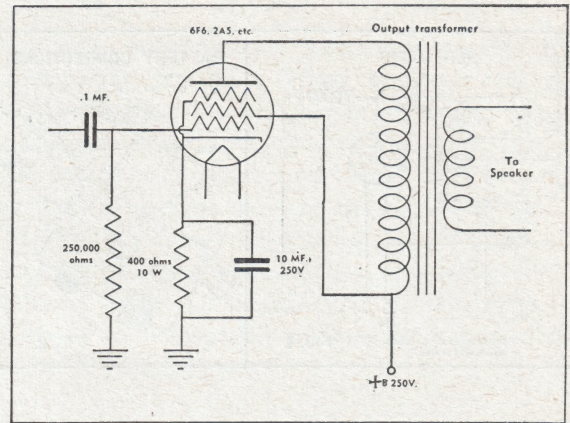 6F6, 2A5, etc.
Output transformer
.1 MF.
To
Speaker
250,000
ohms
400 ohms
10 W
10 MF.,
250V
+B 250V.